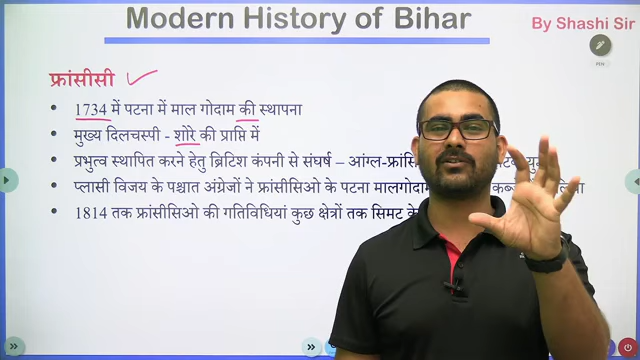 Modern History of Bihar
By Shashi Sir
PEN
फ्रांसीसी
• 1734 में पटना में माल गोदाम की स्थापना
• मुख्य दिलचस्पी - शोरे की प्राप्ति में
• प्रभुत्व स्थापित करने हेतु ब्रिटिश कंपनी से संघर्ष – आंग्ल-फ्रांसि
• प्लासी विजय के पश्चात अंग्रेजों ने फ्रांसीसिओ के पटना मालगोदाम
• 1814 तक फ्रांसीसिओ की गतिविधियां कुछ क्षेत्रों तक सिमट